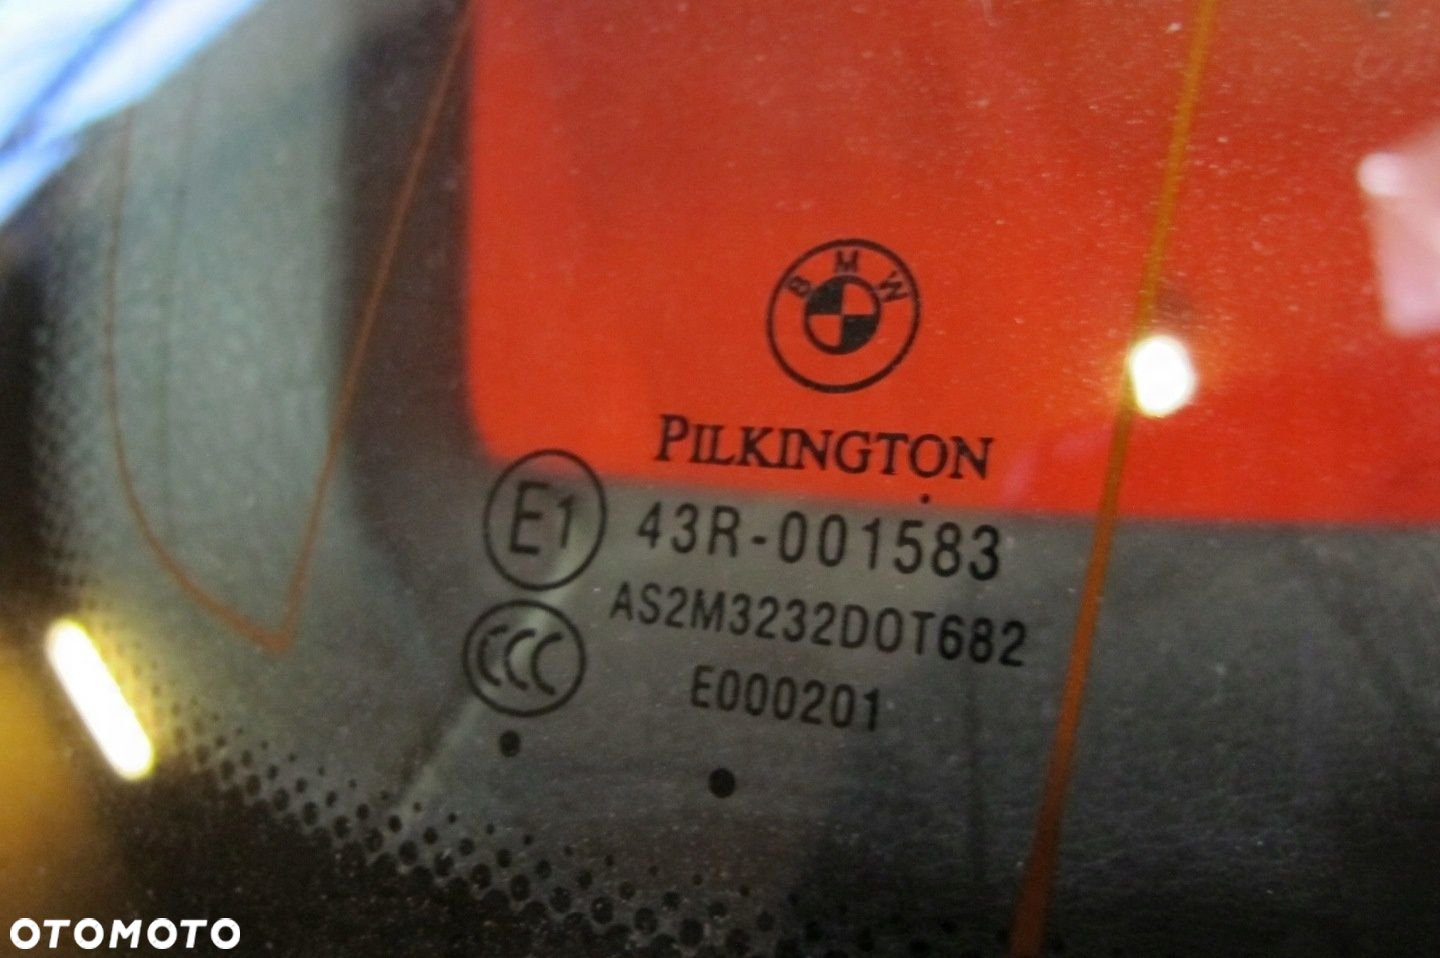 BMW
PILKINGTON
E1 43R-001583
AS2M3232DOT682
CCC
E000201
OTOMOTO